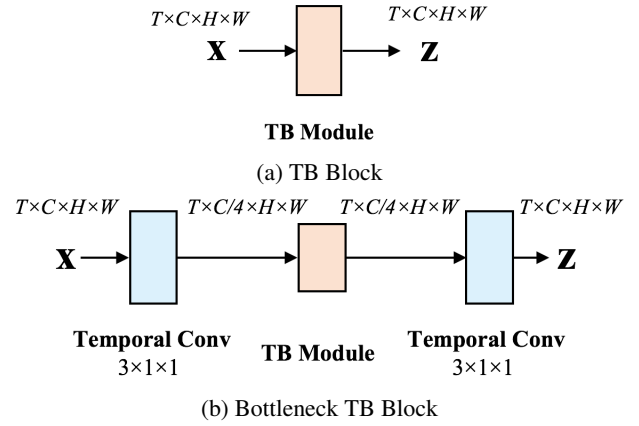 T×C×H×W T×C×H×W
X Z
TB Module
(a) TB Block
T×C×H×W T×C/4×H×W T×C/4×H×W T×C×H×W
X Z
Temporal Conv TB Module Temporal Conv
3×1×1 3×1×1
(b) Bottleneck TB Block